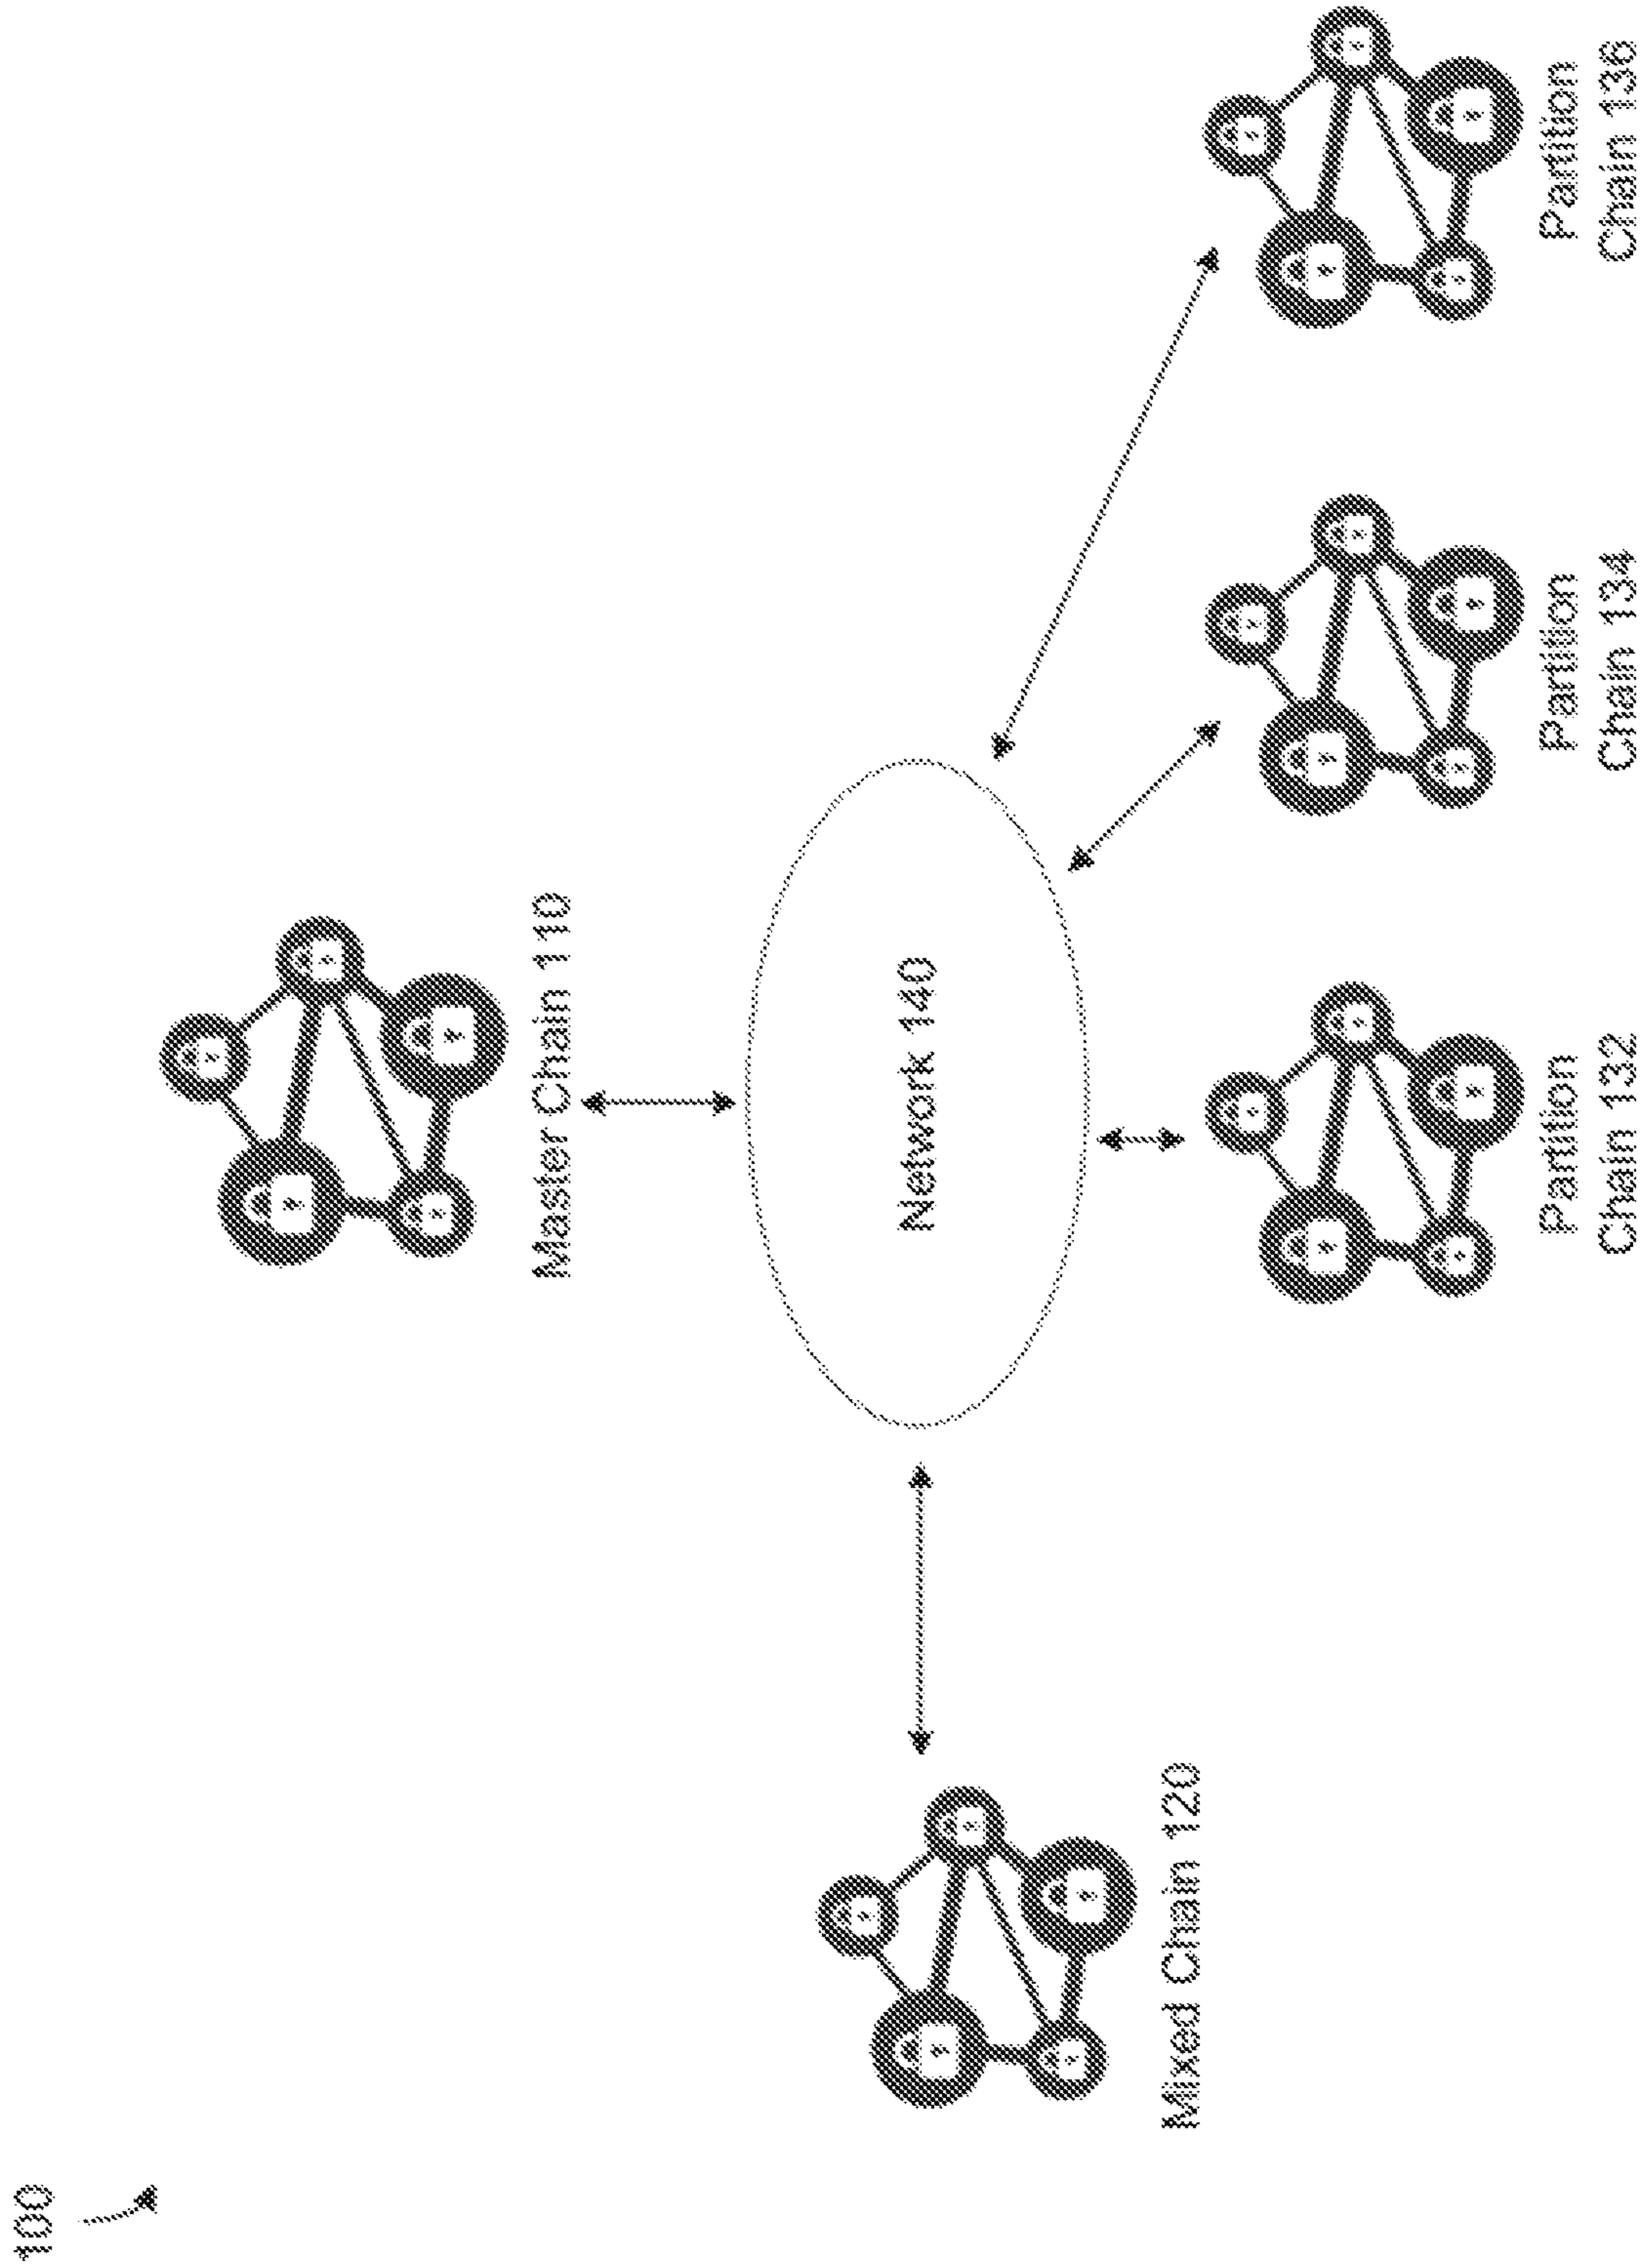 100
Master Chain 110
Mixed Chain 120
Network 140
Partition
Chain 132
Partition
Chain 134
Partition
Chain 136